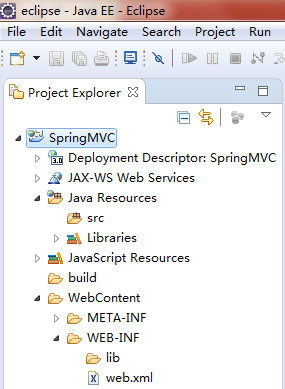 eclipse - Java EE - Eclipse
File Edit Navigate Search Project Run
Project Explorer
SpringMVC
Deployment Descriptor: SpringMVC
JAX-WS Web Services
Java Resources
src
Libraries
JavaScript Resources
build
WebContent
META-INF
WEB-INF
lib
web.xml